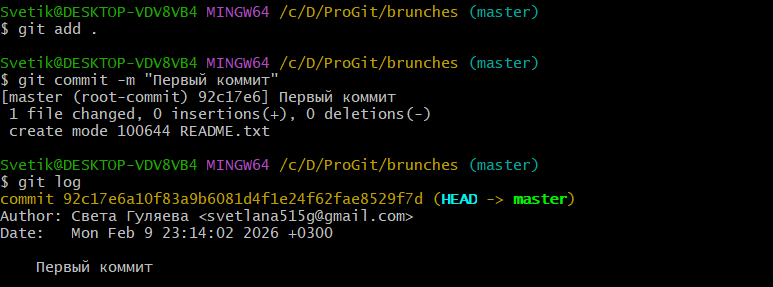 Svetik@DESKTOP-VDV8VB4 MINGW64 /c/D/ProGit/brunches (master)
$ git add .
Svetik@DESKTOP-VDV8VB4 MINGW64 /c/D/ProGit/brunches (master)
$ git commit -m "Первый коммит"
[master (root-commit) 92c17e6] Первый коммит
 1 file changed, 0 insertions(+), 0 deletions(-)
 create mode 100644 README.txt
Svetik@DESKTOP-VDV8VB4 MINGW64 /c/D/ProGit/brunches (master)
$ git log
commit 92c17e6a10f83a9b6081d4f1e24f62fae8529f7d (HEAD -> master)
Author: Света Гуляева <svetlana515g@gmail.com>
Date:   Mon Feb 9 23:14:02 2026 +0300
    Первый коммит